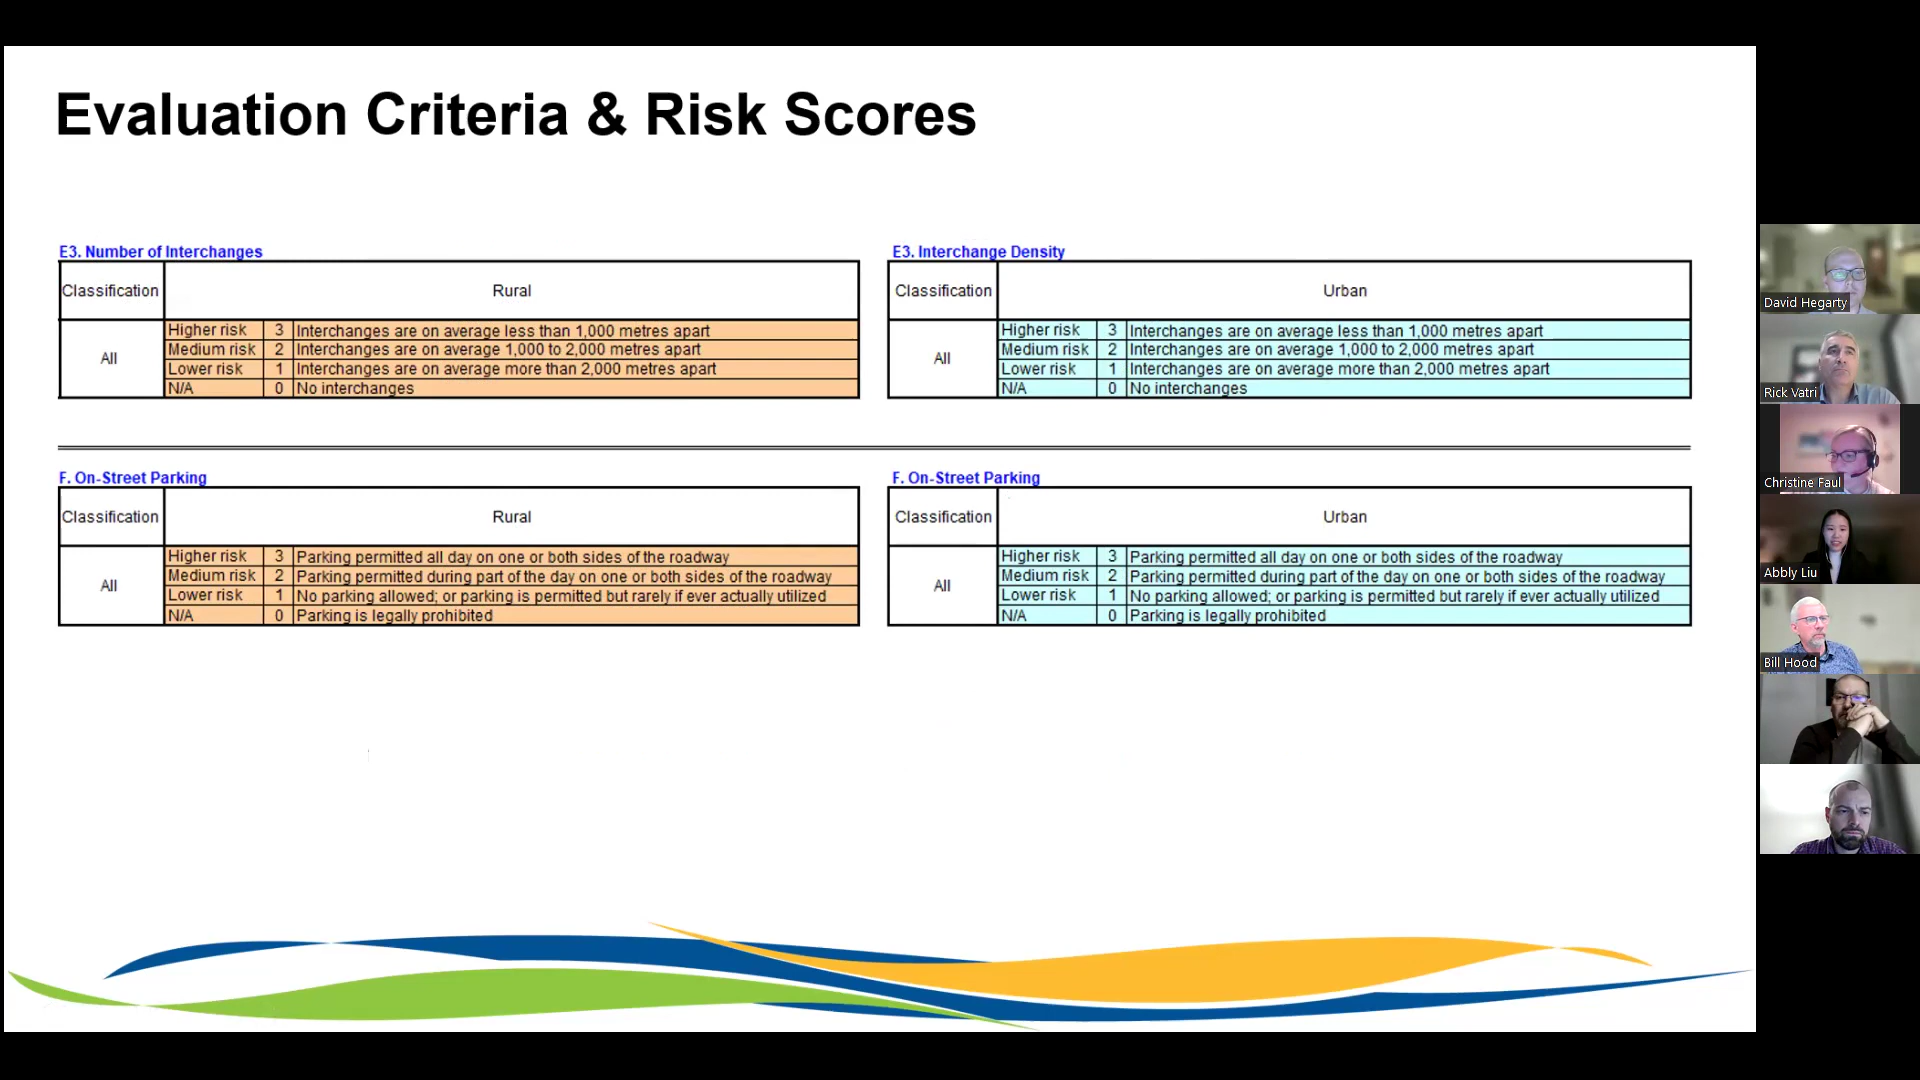 Evaluation Criteria & Risk Scores
E3. Number of Interchanges
Classification Rural
All
Higher risk 3 Interchanges are on average less than 1,000 metres apart
Medium risk 2 Interchanges are on average 1,000 to 2,000 metres apart
Lower risk 1 Interchanges are on average more than 2,000 metres apart
N/A 0 No interchanges
E3. Interchange Density
Classification Urban
All
Higher risk 3 Interchanges are on average less than 1,000 metres apart
Medium risk 2 Interchanges are on average 1,000 to 2,000 metres apart
Lower risk 1 Interchanges are on average more than 2,000 metres apart
N/A 0 No interchanges
F. On-Street Parking
Classification Rural
All
Higher risk 3 Parking permitted all day on one or both sides of the roadway
Medium risk 2 Parking permitted during part of the day on one or both sides of the roadway
Lower risk 1 No parking allowed; or parking is permitted but rarely if ever actually utilized
N/A 0 Parking is legally prohibited
F. On-Street Parking
Classification Urban
All
Higher risk 3 Parking permitted all day on one or both sides of the roadway
Medium risk 2 Parking permitted during part of the day on one or both sides of the roadway
Lower risk 1 No parking allowed; or parking is permitted but rarely if ever actually utilized
N/A 0 Parking is legally prohibited
David Hegarty
Rick Vatri
Christine Faul
Abbly Liu
Bill Hood